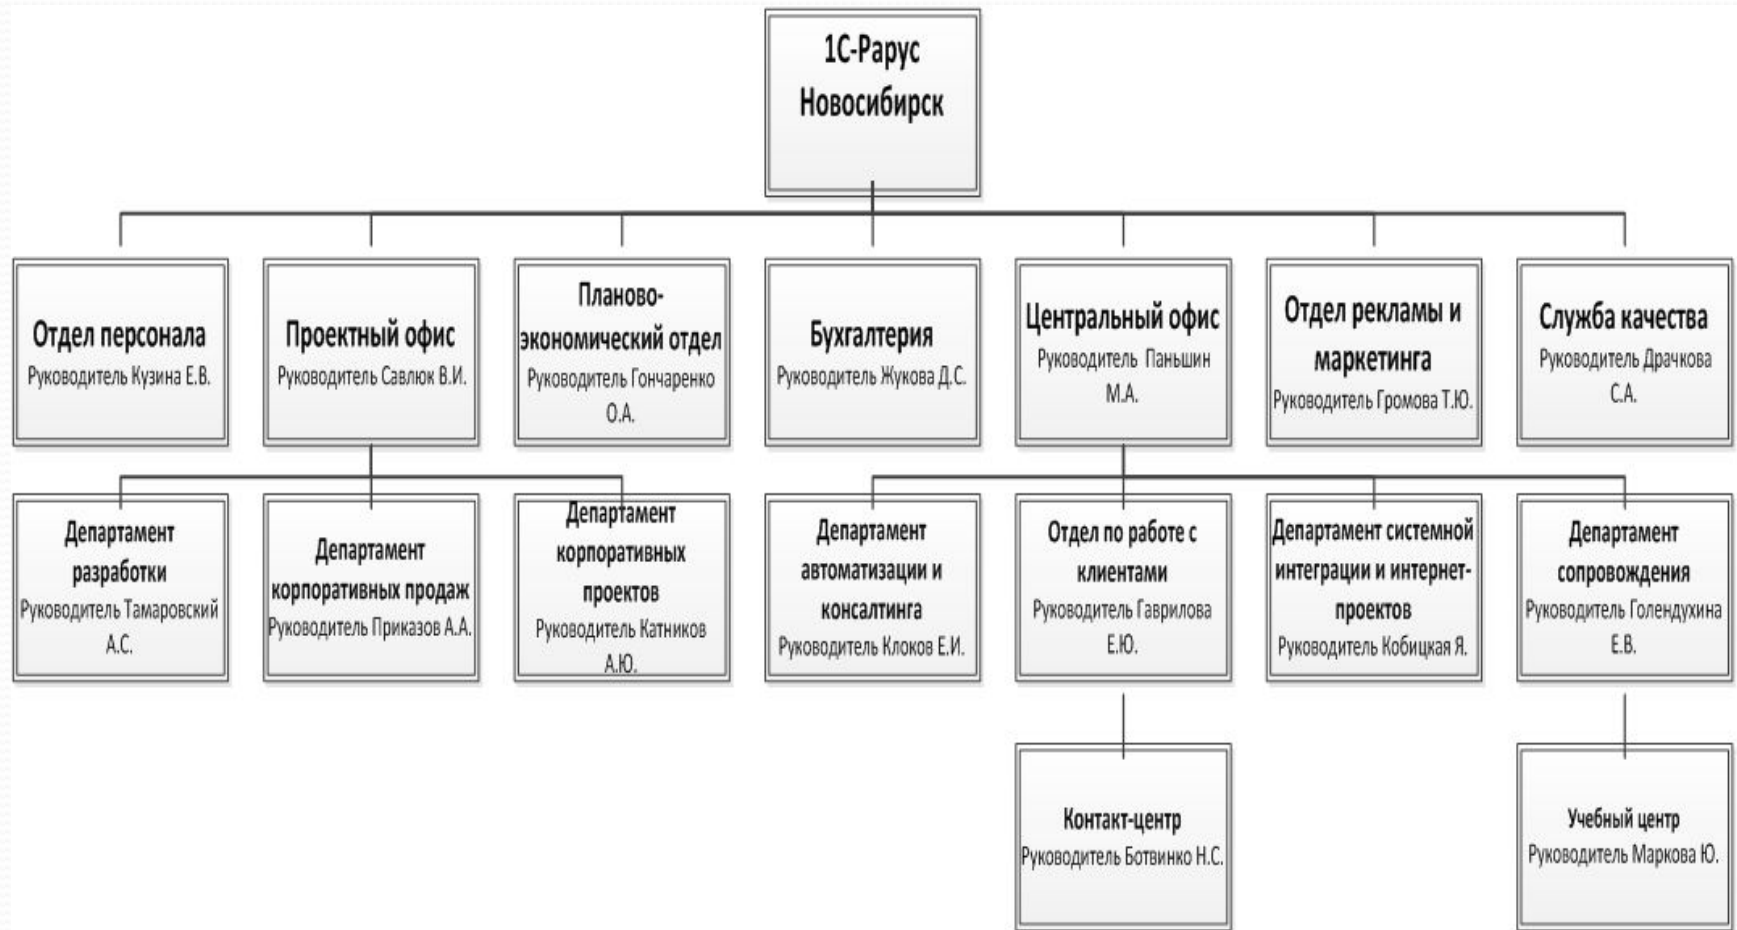 1С-Рарус
Новосибирск
Отдел персонала
Руководитель Кузина Е.В.
Проектный офис
Руководитель Савлюк В.И.
Планово-
экономический отдел
Руководитель Гончаренко
О.А.
Бухгалтерия
Руководитель Жукова Д.С.
Центральный офис
Руководитель Паньшин
М.А.
Отдел рекламы и
маркетинга
Руководитель Громова Т.Ю.
Служба качества
Руководитель Драчкова
С.А.
Департамент
разработки
Руководитель Тамаровский
А.С.
Департамент
корпоративных продаж
Руководитель Приказов А.А.
Департамент
корпоративных
проектов
Руководитель Катников
А.Ю.
Департамент
автоматизации и
консалтинга
Руководитель Клоков Е.И.
Отдел по работе с
клиентами
Руководитель Гаврилова
Е.Ю.
Департамент системной
интеграции и интернет-
проектов
Руководитель Кобицкая Я.
Департамент
сопровождения
Руководитель Голендухина
Е.В.
Контакт-центр
Руководитель Ботвинко Н.С.
Учебный центр
Руководитель Маркова Ю.